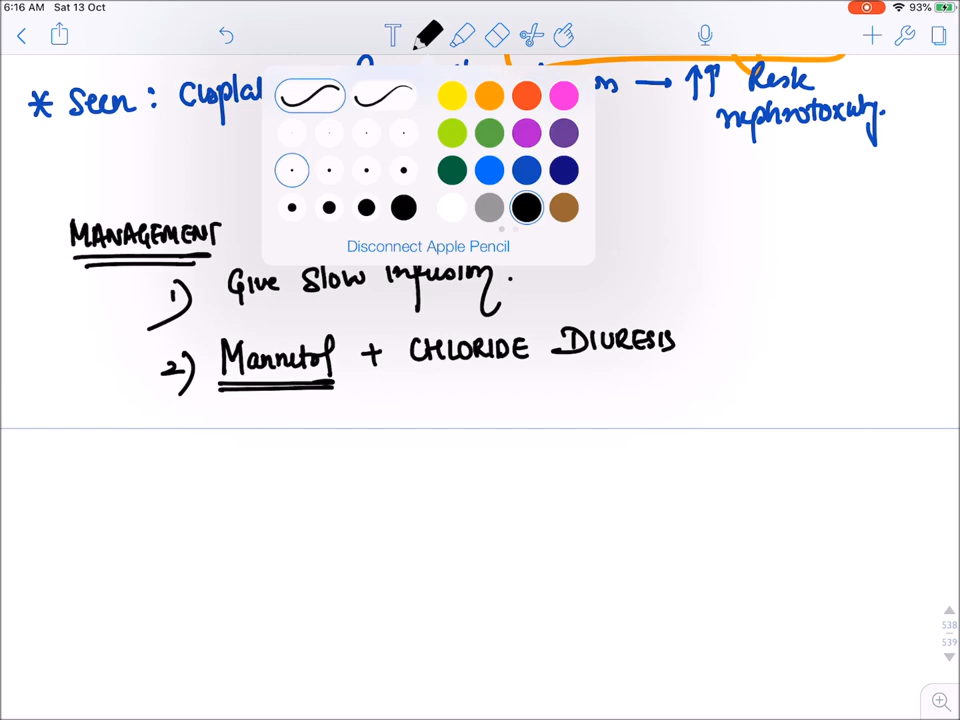 6:16 AM Sat 13 Oct 93%
* Seen: Cisplat
→ ↑↑ Risk
nephrotoxicity.
Disconnect Apple Pencil
MANAGEMENT
1) Give Slow Infusion.
2) Mannitol + CHLORIDE DIURESIS
538
539